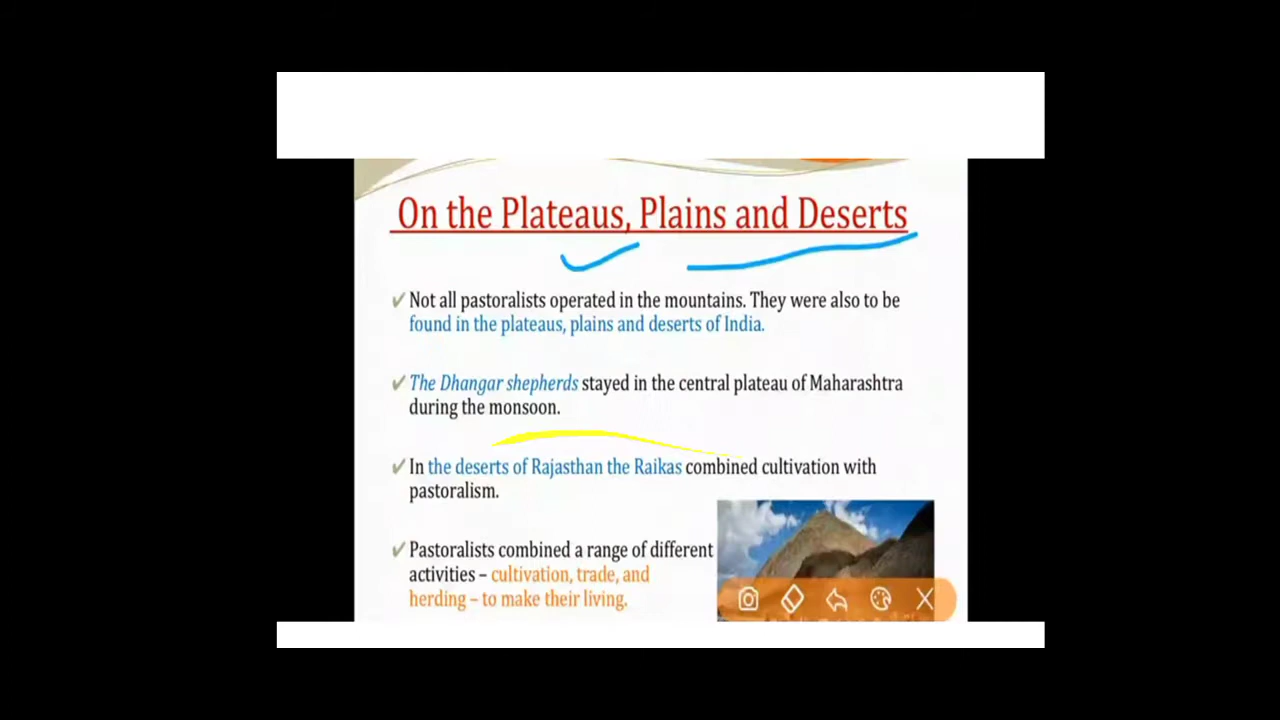 On the Plateaus, Plains and Deserts
✔Not all pastoralists operated in the mountains. They were also to be
found in the plateaus, plains and deserts of India.
✔The Dhangar shepherds stayed in the central plateau of Maharashtra
during the monsoon.
✔In the deserts of Rajasthan the Raikas combined cultivation with
pastoralism.
✔Pastoralists combined a range of different
activities – cultivation, trade, and
herding – to make their living.